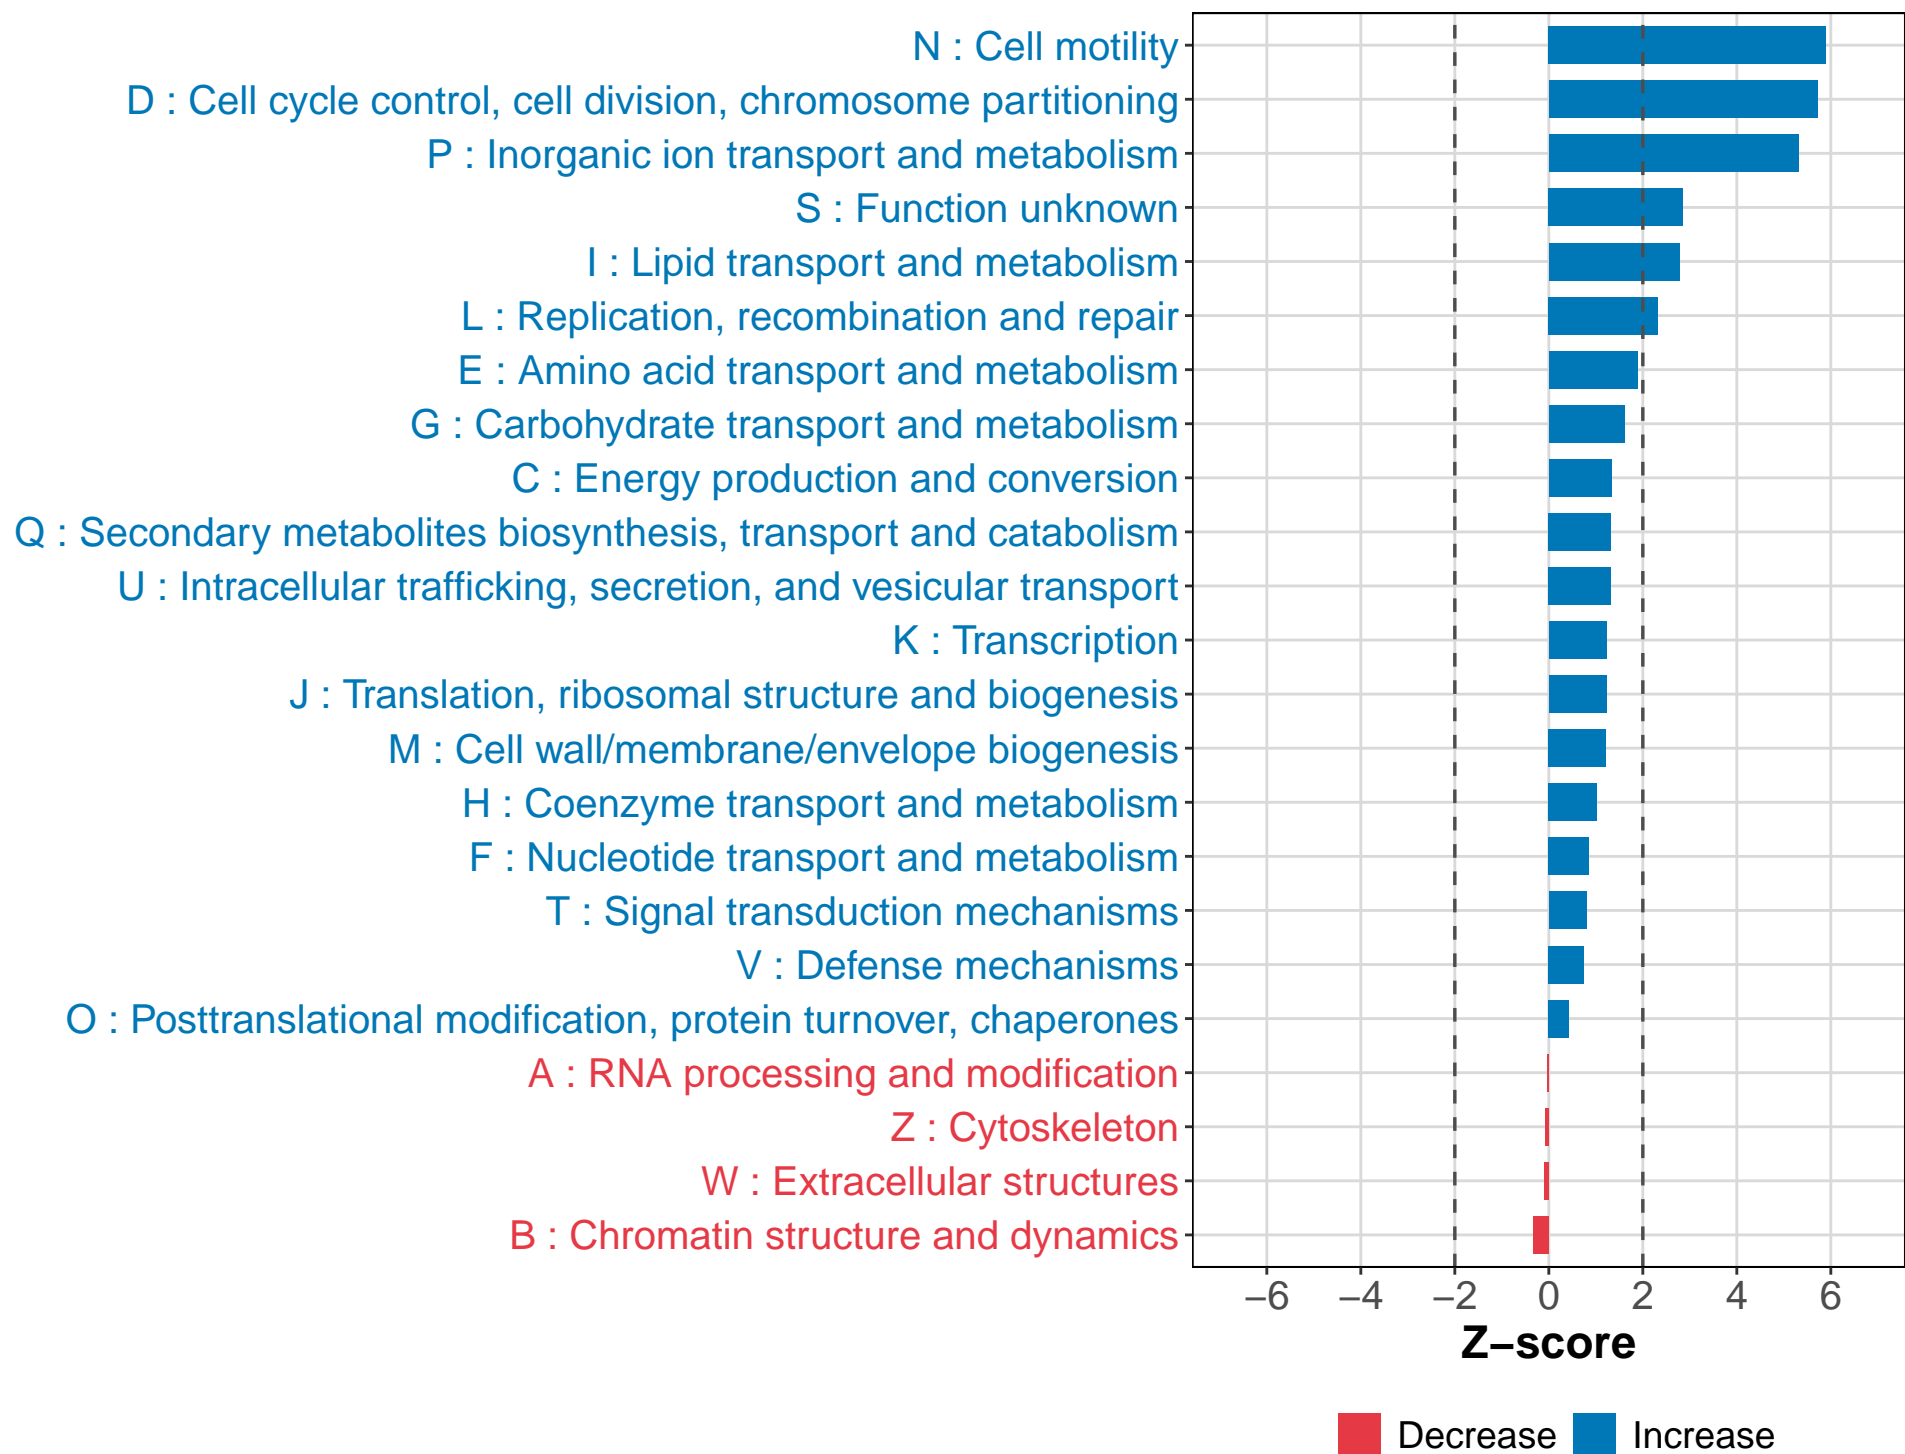 N : Cell motility
D : Cell cycle control, cell division, chromosome partitioning
P : Inorganic ion transport and metabolism
S : Function unknown
I : Lipid transport and metabolism
L : Replication, recombination and repair
E : Amino acid transport and metabolism
G : Carbohydrate transport and metabolism
C : Energy production and conversion
Q : Secondary metabolites biosynthesis, transport and catabolism
U : Intracellular trafficking, secretion, and vesicular transport
K : Transcription
J : Translation, ribosomal structure and biogenesis
M : Cell wall/membrane/envelope biogenesis
H : Coenzyme transport and metabolism
F : Nucleotide transport and metabolism
T : Signal transduction mechanisms
V : Defense mechanisms
O : Posttranslational modification, protein turnover, chaperones
A : RNA processing and modification
Z : Cytoskeleton
W : Extracellular structures
B : Chromatin structure and dynamics
−6 −4 −2 0 2 4 6
Z−score
Decrease Increase